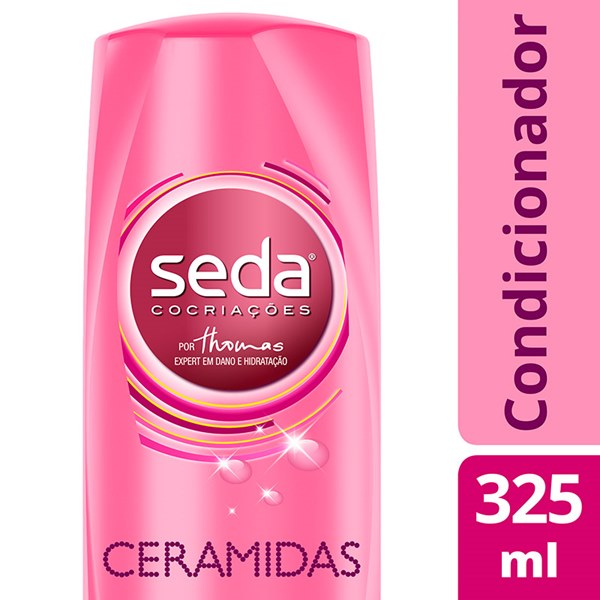 seda®
COCRIAÇÕES
POR Thomas
EXPERT EM DANO E HIDRATAÇÃO
CERAMIDAS
Condicionador
325
ml